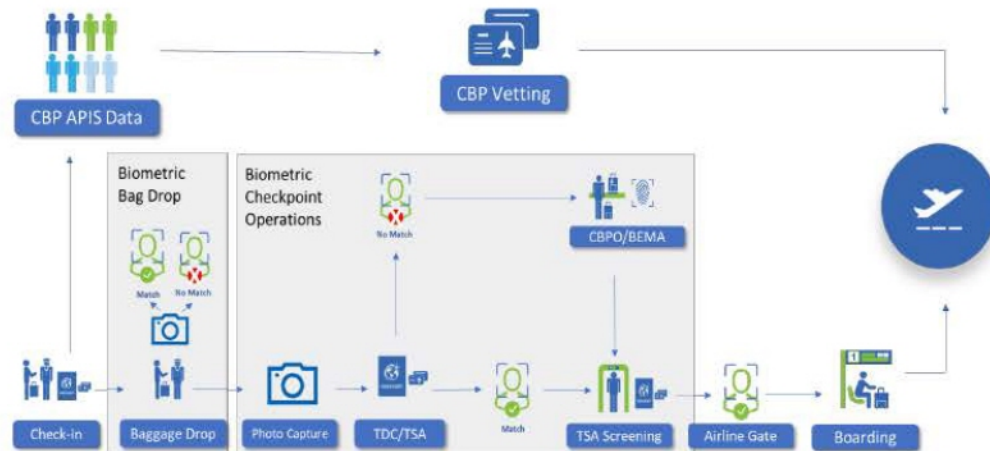 CBP APIS Data
CBP Vetting
Biometric
Bag Drop
Biometric
Checkpoint
Operations
No Match
CBPO/BEMA
Match
No Match
Match
1
Check-in
Baggage Drop
Photo Capture
TDC/TSA
TSA Screening
Airline Gate
Boarding